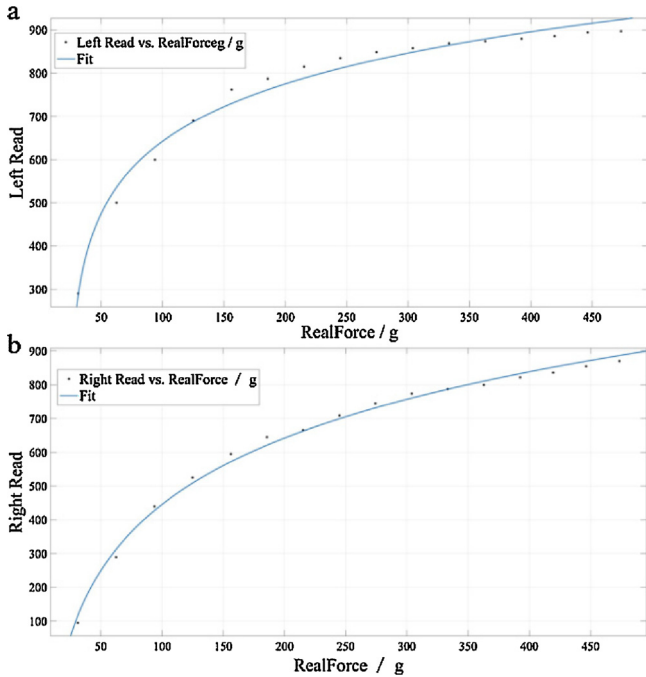 a
900
800
700
600
500
400
300
Left Read
Left Read vs. RealForceg / g
Fit
50 100 150 200 250 300 350 400 450
RealForce / g
b
900
800
700
600
500
400
300
200
100
Right Read
Right Read vs. RealForce / g
Fit
50 100 150 200 250 300 350 400 450
RealForce / g